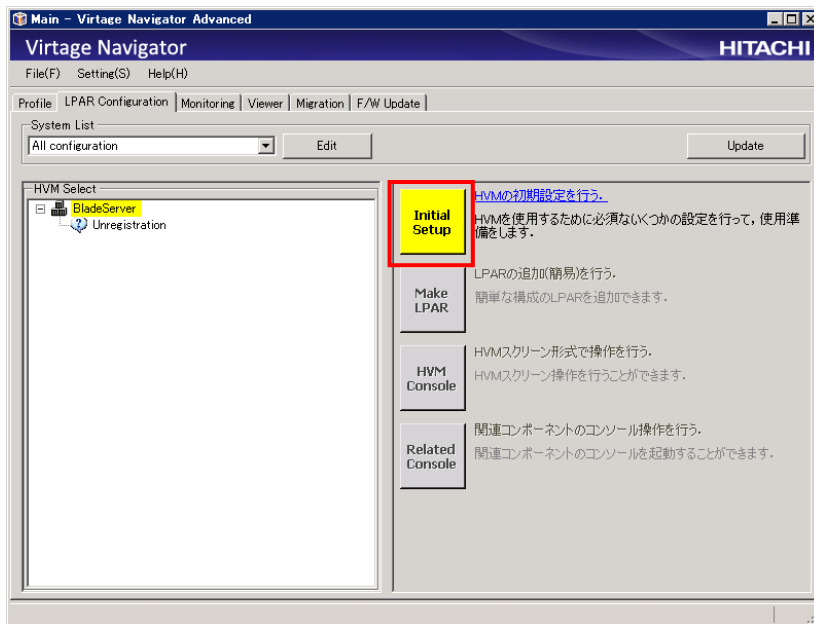 Main - Virtage Navigator Advanced
Virtage Navigator
HITACHI
File(F) Setting(S) Help(H)
Profile LPAR Configuration Monitoring Viewer Migration F/W Update
System List
All configuration
Edit
Update
HVM Select
BladeServer
Unregistration
Initial
Setup
HVMの初期設定を行う.
HVMを使用するために必須ないくつかの設定を行って, 使用準
備をします.
Make
LPAR
LPARの追加(簡易)を行う.
簡単な構成のLPARを追加できます.
HVM
Console
HVMスクリーン形式で操作を行う.
HVMスクリーン操作を行うことができます.
Related
Console
関連コンポーネントのコンソール操作を行う.
関連コンポーネントのコンソールを起動することができます.